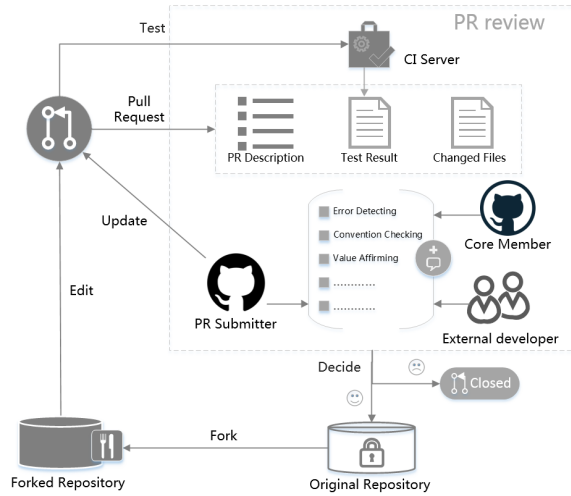 PR review
Test
CI Server
Pull
Request
PR Description
Test Result
Changed Files
Error Detecting
Convention Checking
Value Affirming
............
............
Core Member
Update
PR Submitter
External developer
Edit
Decide
Closed
Fork
Forked Repository
Original Repository